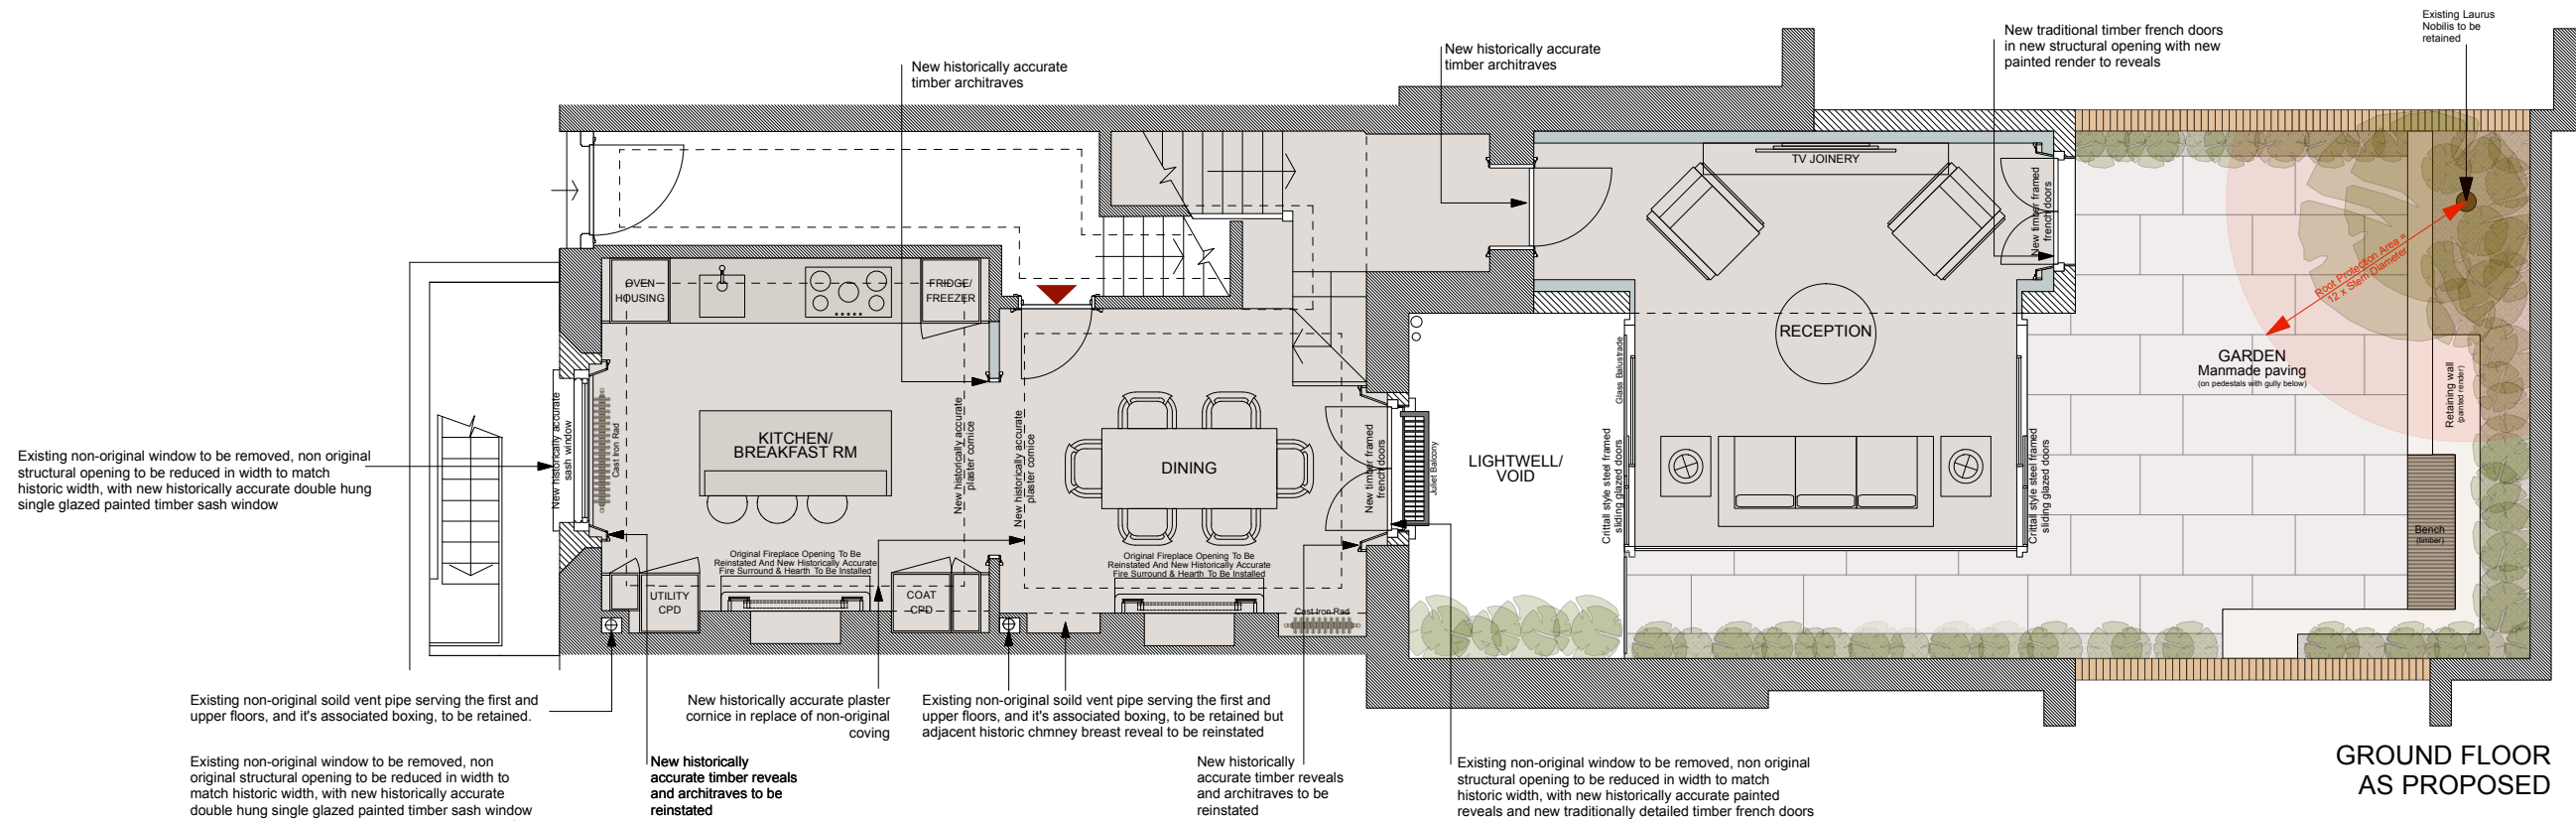 Existing Laurus
Nobilis to be
retained
New traditional timber french doors
in new structural opening with new
painted render to reveals
New historically accurate
timber architraves
New historically accurate
timber architraves
TV JOINERY
New timber framed
french doors
Root Protection Area =
12 x Stem Diameter
OVEN
HOUSING
FRIDGE/
FREEZER
RECEPTION
GARDEN
Manmade paving
(on pedestals with gully below)
Retaining wall
(painted render)
Glass Balustrade
New historically accurate
sash window
Cast Iron Rad
KITCHEN/
BREAKFAST RM
New historically accurate
plaster cornice
New historically accurate
plaster cornice
DINING
New timber framed
french doors
Juliet Balcony
LIGHTWELL/
VOID
Crittall style steel framed
sliding glazed doors
Crittall style steel framed
sliding glazed doors
Bench
(timber)
Existing non-original window to be removed, non original
structural opening to be reduced in width to match
historic width, with new historically accurate double hung
single glazed painted timber sash window
Original Fireplace Opening To Be
Reinstated And New Historically Accurate
Fire Surround & Hearth To Be Installed
Original Fireplace Opening To Be
Reinstated And New Historically Accurate
Fire Surround & Hearth To Be Installed
UTILITY
CPD
COAT
CPD
Cast Iron Rad
Existing non-original soild vent pipe serving the first and
upper floors, and it's associated boxing, to be retained.
New historically accurate plaster
cornice in replace of non-original
coving
Existing non-original soild vent pipe serving the first and
upper floors, and it's associated boxing, to be retained but
adjacent historic chmney breast reveal to be reinstated
Existing non-original window to be removed, non
original structural opening to be reduced in width to
match historic width, with new historically accurate
double hung single glazed painted timber sash window
New historically
accurate timber reveals
and architraves to be
reinstated
New historically
accurate timber reveals
and architraves to be
reinstated
Existing non-original window to be removed, non original
structural opening to be reduced in width to match
historic width, with new historically accurate painted
reveals and new traditionally detailed timber french doors
GROUND FLOOR
AS PROPOSED